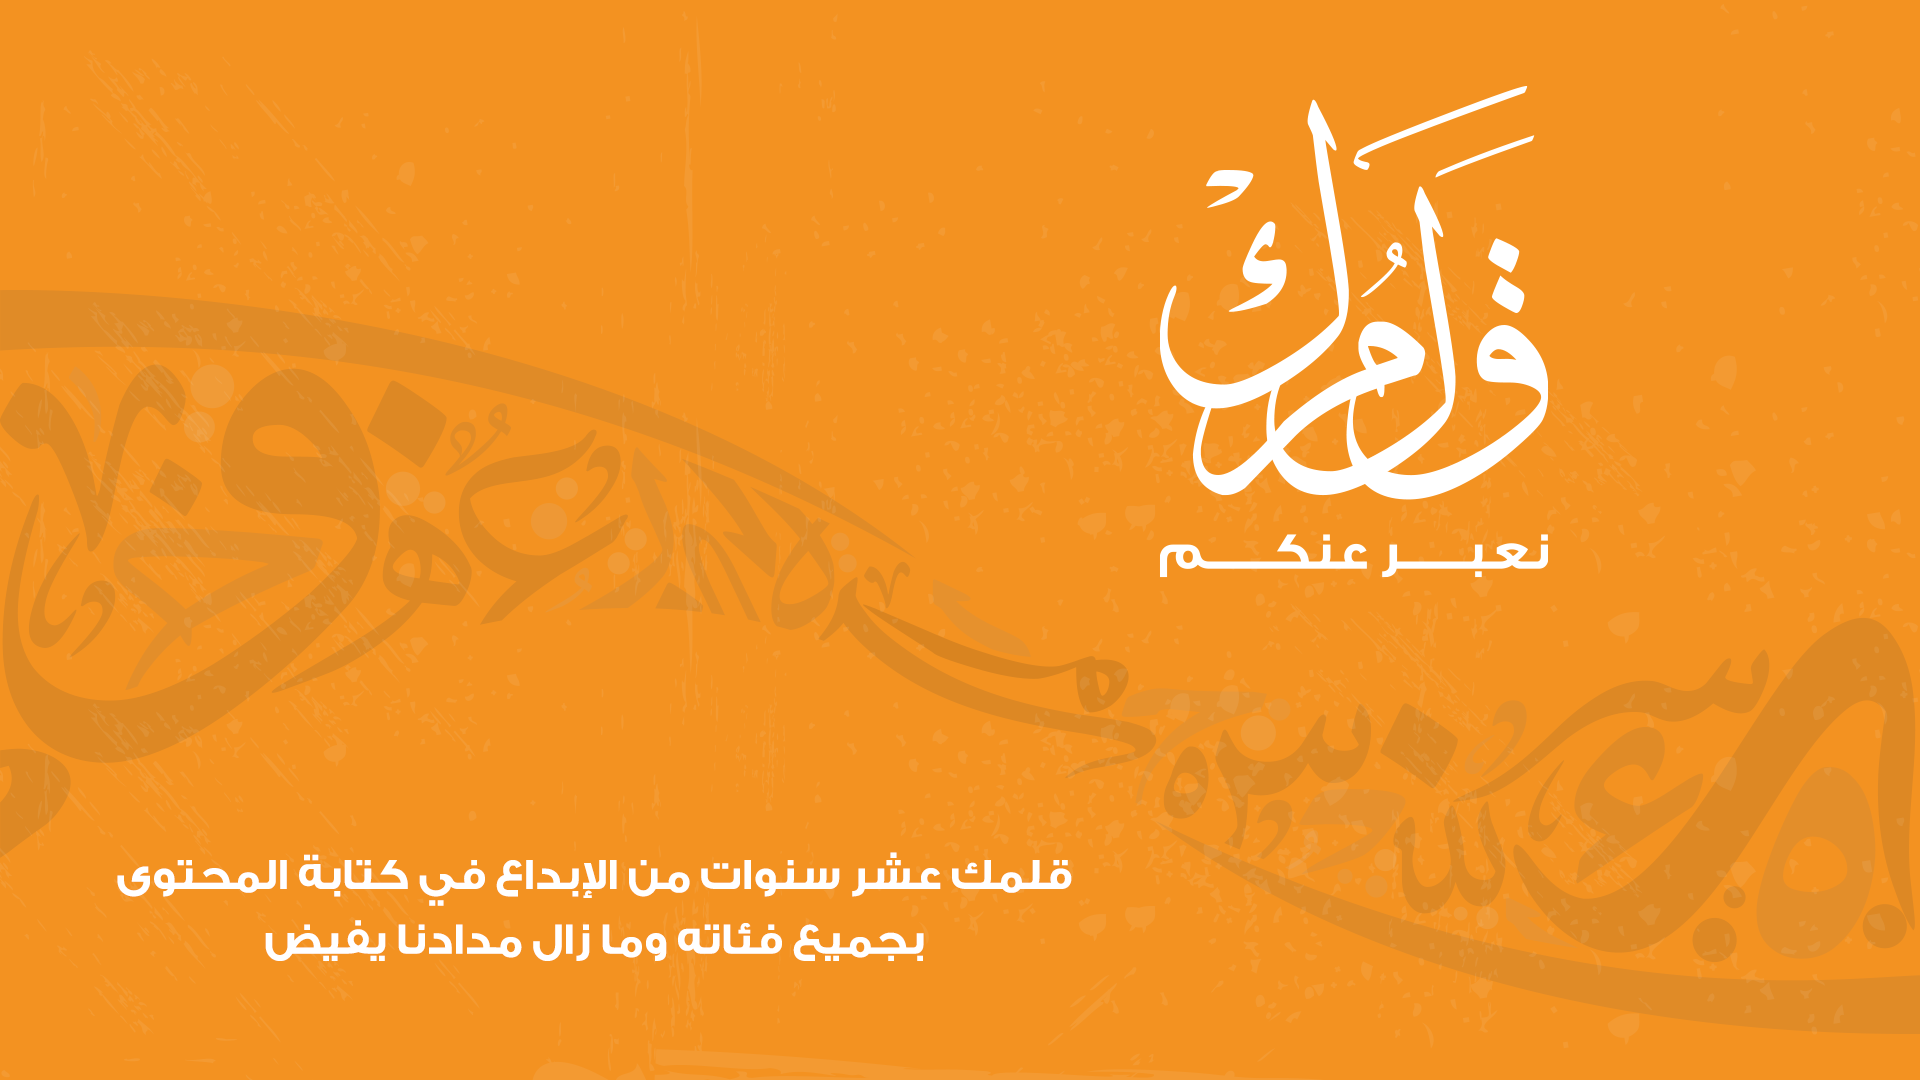 قلمك
نعبر عنكم
قلمك عشر سنوات من الإبداع في كتابة المحتوى
بجميع فئاته وما زال مدادنا يفيض